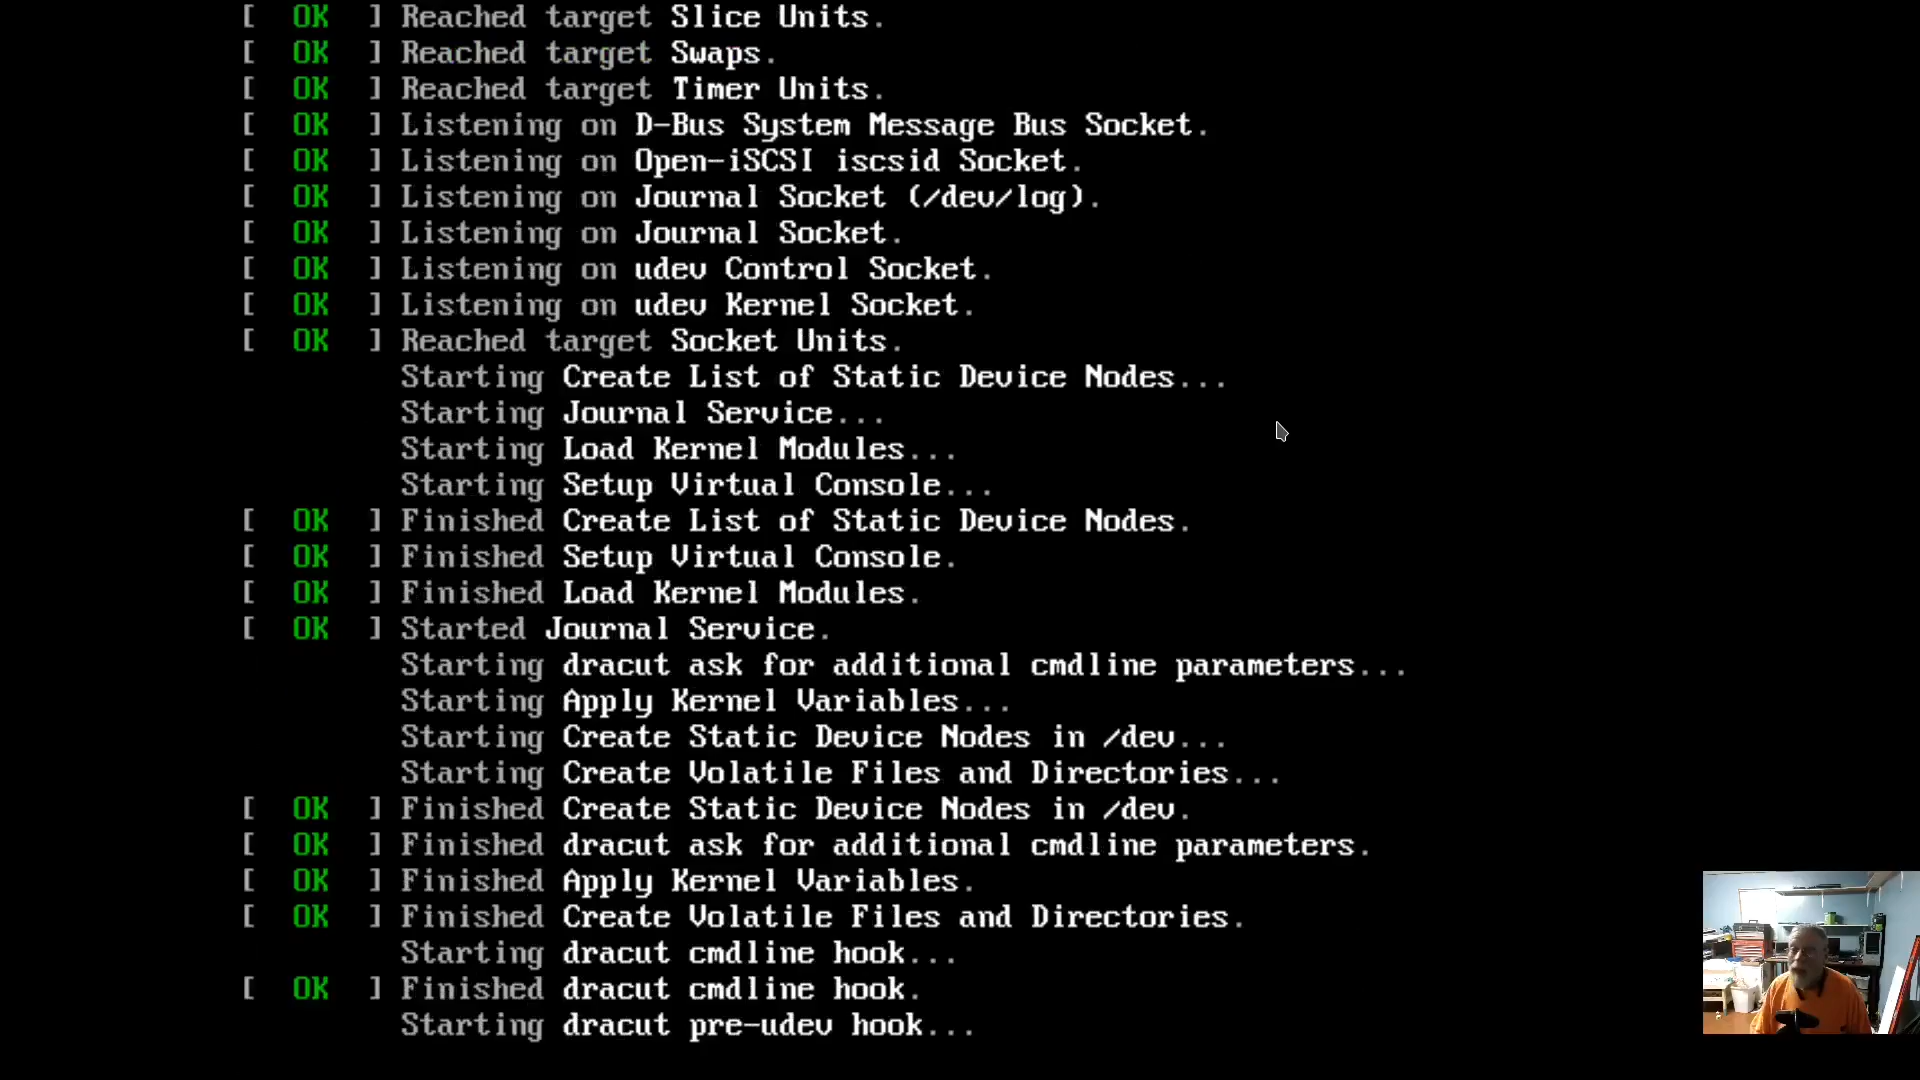 [ OK ] Reached target Slice Units.
[ OK ] Reached target Swaps.
[ OK ] Reached target Timer Units.
[ OK ] Listening on D-Bus System Message Bus Socket.
[ OK ] Listening on Open-iSCSI iscsid Socket.
[ OK ] Listening on Journal Socket (/dev/log).
[ OK ] Listening on Journal Socket.
[ OK ] Listening on udev Control Socket.
[ OK ] Listening on udev Kernel Socket.
[ OK ] Reached target Socket Units.
Starting Create List of Static Device Nodes...
Starting Journal Service...
Starting Load Kernel Modules...
Starting Setup Virtual Console...
[ OK ] Finished Create List of Static Device Nodes.
[ OK ] Finished Setup Virtual Console.
[ OK ] Finished Load Kernel Modules.
[ OK ] Started Journal Service.
Starting dracut ask for additional cmdline parameters...
Starting Apply Kernel Variables...
Starting Create Static Device Nodes in /dev...
Starting Create Volatile Files and Directories...
[ OK ] Finished Create Static Device Nodes in /dev.
[ OK ] Finished dracut ask for additional cmdline parameters.
[ OK ] Finished Apply Kernel Variables.
[ OK ] Finished Create Volatile Files and Directories.
Starting dracut cmdline hook...
[ OK ] Finished dracut cmdline hook.
Starting dracut pre-udev hook...